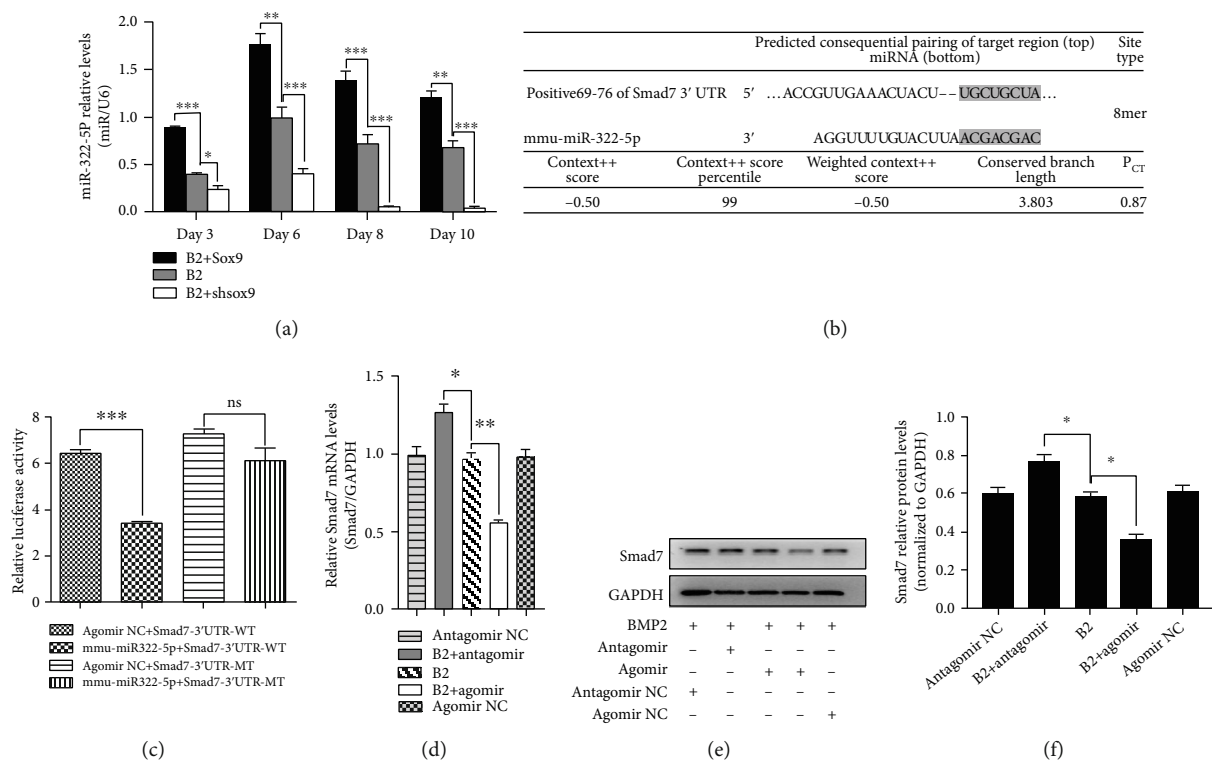 miR-322-5P relative levels
(miR/U6)
2.0
1.5
1.0
0.5
0.0
***
*
**
***
***
***
**
***
Day 3
Day 6
Day 8
Day 10
B2+Sox9
B2
B2+shsox9
(a)
Predicted consequential pairing of target region (top)
miRNA (bottom)
Site
type
Positive69-76 of Smad7 3′ UTR 5′ ...ACCGUUGAAACUACU--UGCUGCUA...
8mer
mmu-miR-322-5p 3′ AGGUUUUGUACUUAACGACGAC
Context++
score
Context++ score
percentile
Weighted context++
score
Conserved branch
length
PCT
–0.50 99 –0.50 3.803 0.87
(b)
Relative luciferase activity
8
6
4
2
0
***
ns
Agomir NC+Smad7-3′UTR-WT
mmu-miR322-5p+Smad7-3′UTR-WT
Agomir NC+Smad7-3′UTR-MT
mmu-miR322-5p+Smad7-3′UTR-MT
(c)
Relative Smad7 mRNA levels
(Smad7/GAPDH)
1.5
1.0
0.5
0.0
*
**
Antagomir NC
B2+antagomir
B2
B2+agomir
Agomir NC
(d)
Smad7
GAPDH
BMP2 + + + + +
Antagomir – + – – –
Agomir – – + + –
Antagomir NC + – – – –
Agomir NC – – – – +
(e)
Smad7 relative protein levels
(normalized to GAPDH)
1.0
0.8
0.6
0.4
0.2
0.0
*
*
Antagomir NC
B2+antagomir
B2
B2+agomir
Agomir NC
(f)